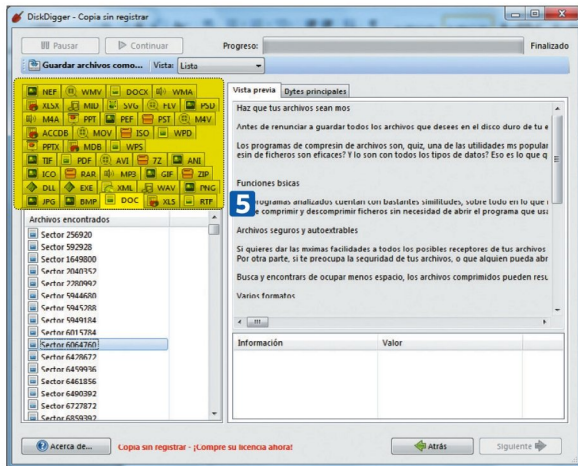 DiskDigger - Copia sin registrar
Pausar Continuar Progreso: Finalizado
Guardar archivos como... Vista: Lista
NEF WMV DOCX WMA
XLSX MID SVG FLV PSD
M4A PPT PEF PST M4V
ACCDB MOV ISO WPD
PPTX MDB WPS
TIF PDF AVI 7Z ANI
ICO RAR MP3 GIF ZIP
DLL EXE XML WAV PNG
JPG BMP DOC XLS RTF
Archivos encontrados
Sector 256920
Sector 592928
Sector 1649800
Sector 2040352
Sector 2280992
Sector 5944680
Sector 5945288
Sector 5949184
Sector 6015784
Sector 6064760
Sector 6428672
Sector 6459936
Sector 6461856
Sector 6490392
Sector 6727872
Sector 6859392
Vista previa Bytes principales
Haz que tus archivos sean mos
Antes de renunciar a guardar todos los archivos que desees en el disco duro de tu e
Los programas de compresin de archivos son, quiz, una de las utilidades ms popular
esin de ficheros son eficaces? Y lo son con todos los tipos de datos? Eso es lo que q
Funciones bsicas
5
programas analizados cuentan con bastantes similitudes, sobre todo en lo que
comprimir y descomprimir ficheros sin necesidad de abrir el programa que usa
Archivos seguros y autoextrables
Si quieres dar las mximas facilidades a todos los posibles receptores de tus archivos
Por otra parte, si te preocupa la seguridad de tus archivos, o que alguien pueda abr
Busca y encontrars de ocupar menos espacio, los archivos comprimidos pueden resu
Varios formatos
Información Valor
Acerca de... Copia sin registrar - ¡Compre su licencia ahora! Atrás Siguiente